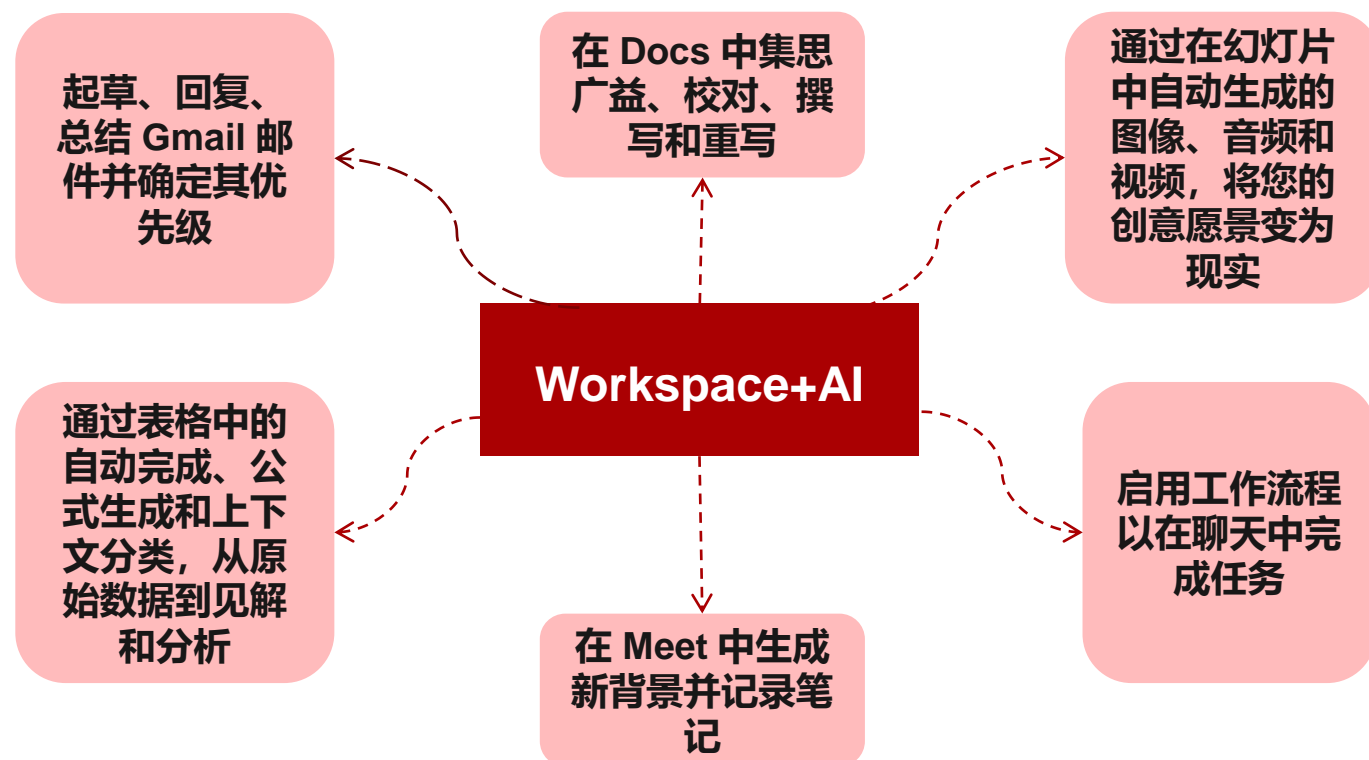 起草、回复、
总结 Gmail 邮
件并确定其优
先级
在 Docs 中集思
广益、校对、撰
写和重写
通过在幻灯片
中自动生成的
图像、音频和
视频，将您的
创意愿景变为
现实
Workspace+AI
通过表格中的
自动完成、公
式生成和上下
文分类，从原
始数据到见解
和分析
在 Meet 中生成
新背景并记录笔
记
启用工作流程
以在聊天中完
成任务